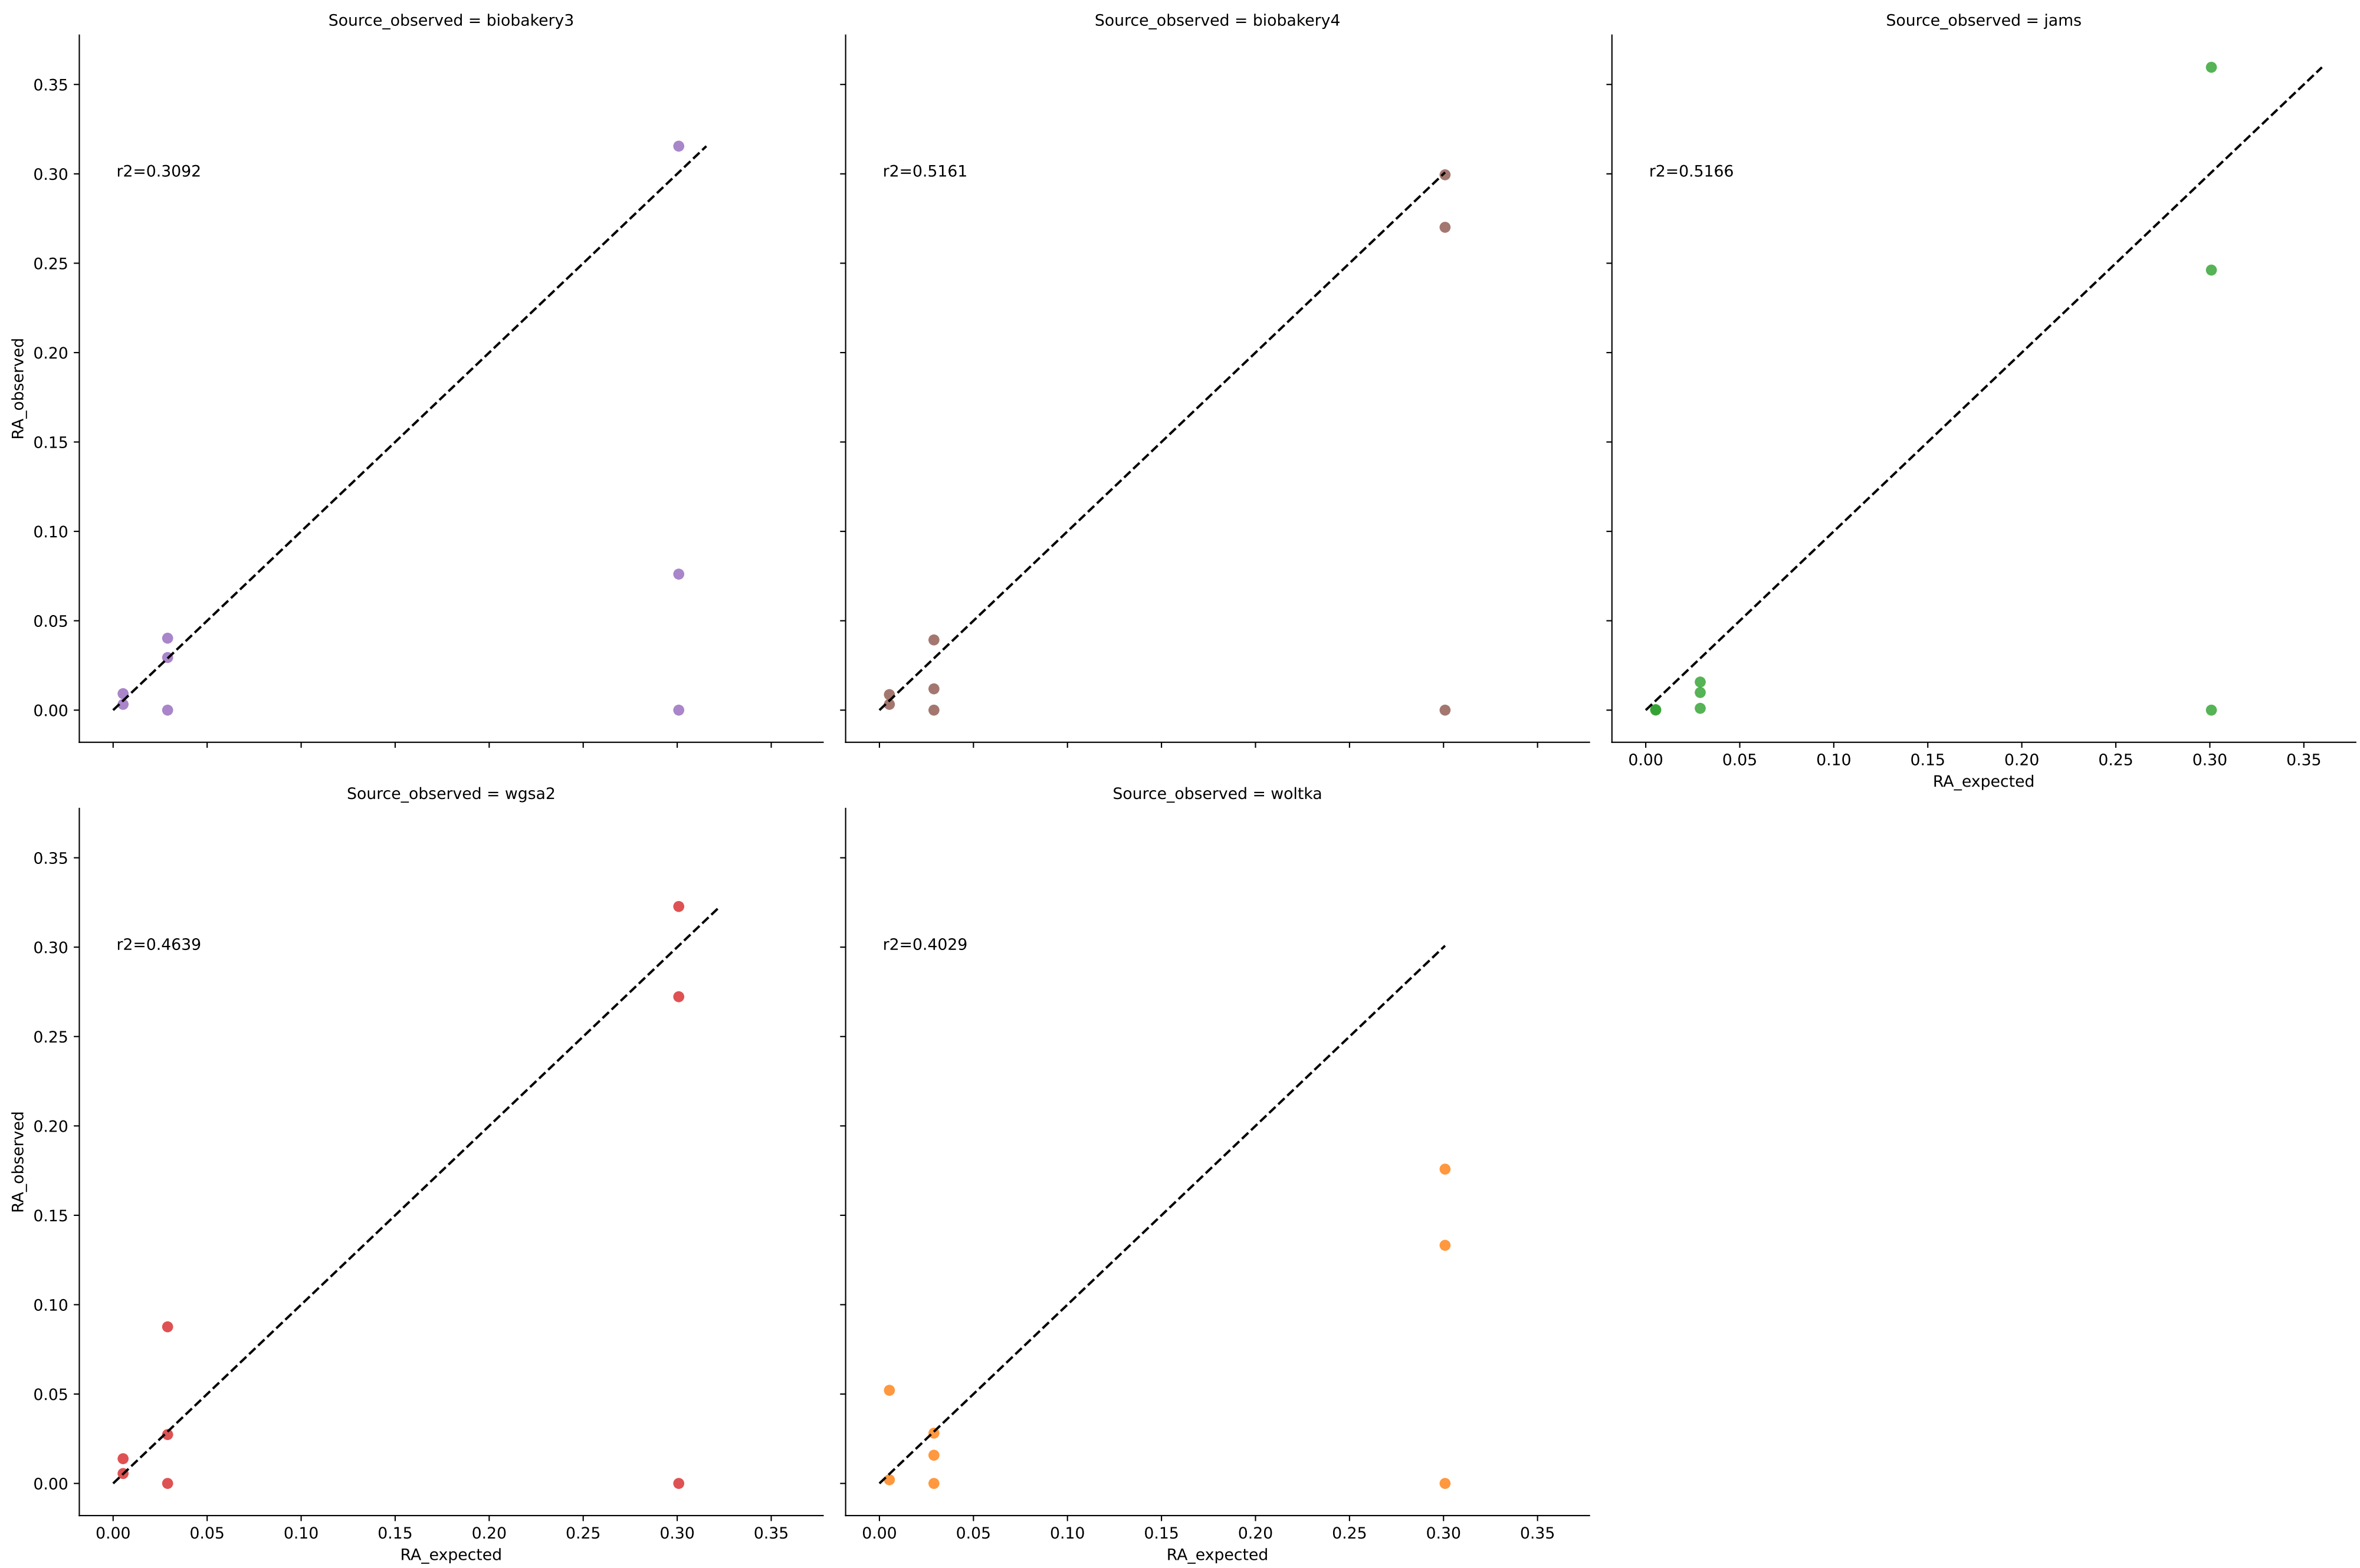 Source_observed = biobakery3
Source_observed = biobakery4
Source_observed = jams
0.35
0.30
0.25
0.20
0.15
0.10
0.05
0.00
RA_observed
r2=0.3092
r2=0.5161
r2=0.5166
0.00 0.05 0.10 0.15 0.20 0.25 0.30 0.35
RA_expected
Source_observed = wgsa2
Source_observed = woltka
0.35
0.30
0.25
0.20
0.15
0.10
0.05
0.00
RA_observed
r2=0.4639
r2=0.4029
0.00 0.05 0.10 0.15 0.20 0.25 0.30 0.35
RA_expected
0.00 0.05 0.10 0.15 0.20 0.25 0.30 0.35
RA_expected